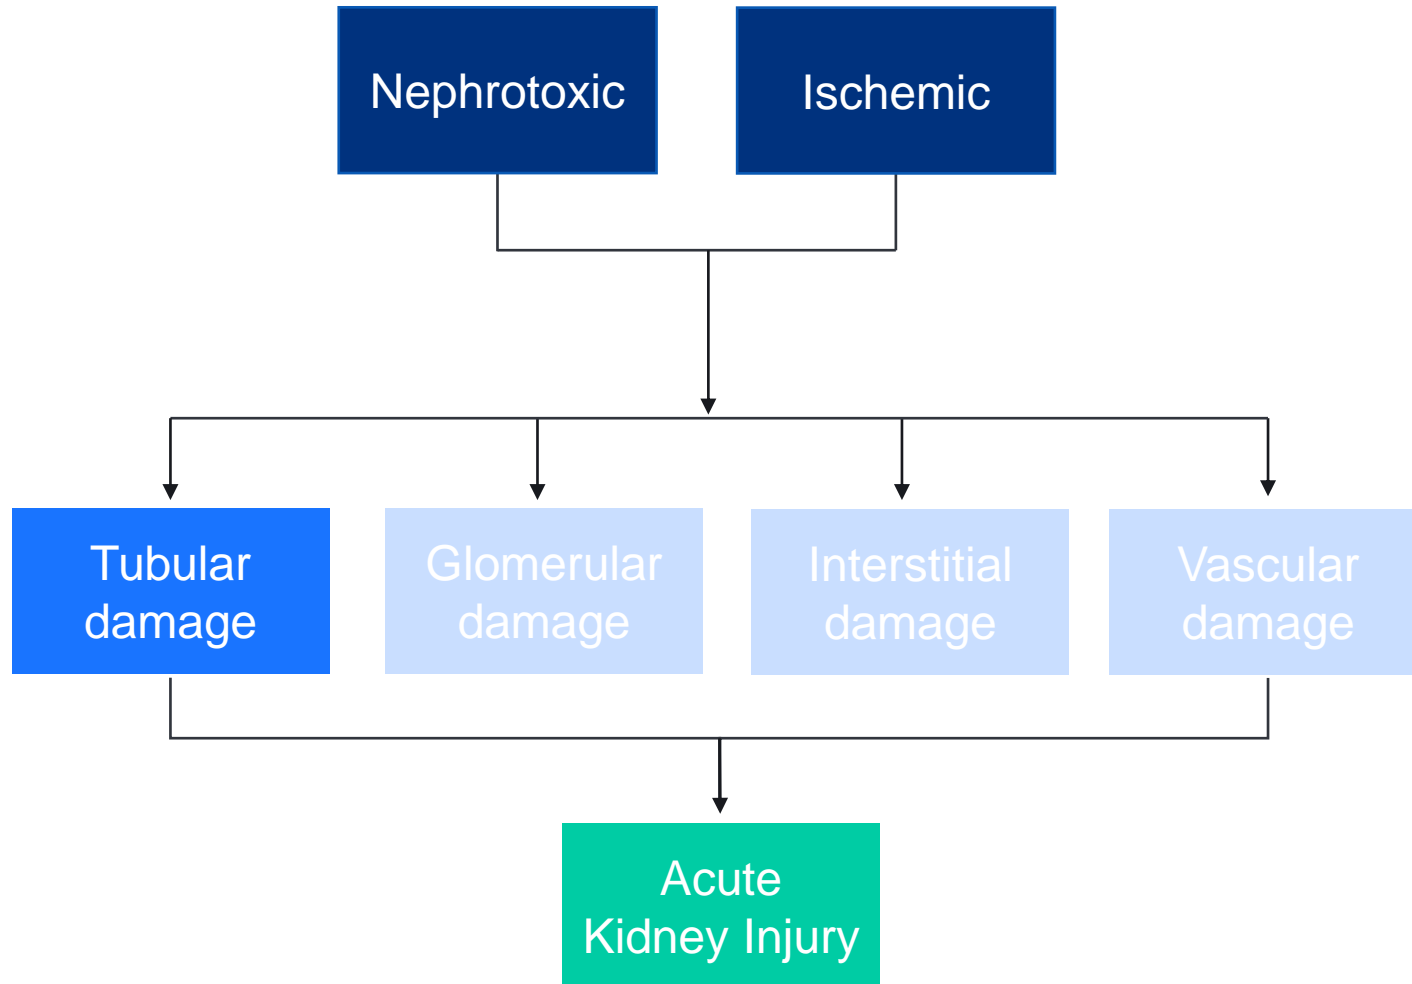 Nephrotoxic
Ischemic
Tubular
damage
Glomerular
damage
Interstitial
damage
Vascular
damage
Acute
Kidney Injury